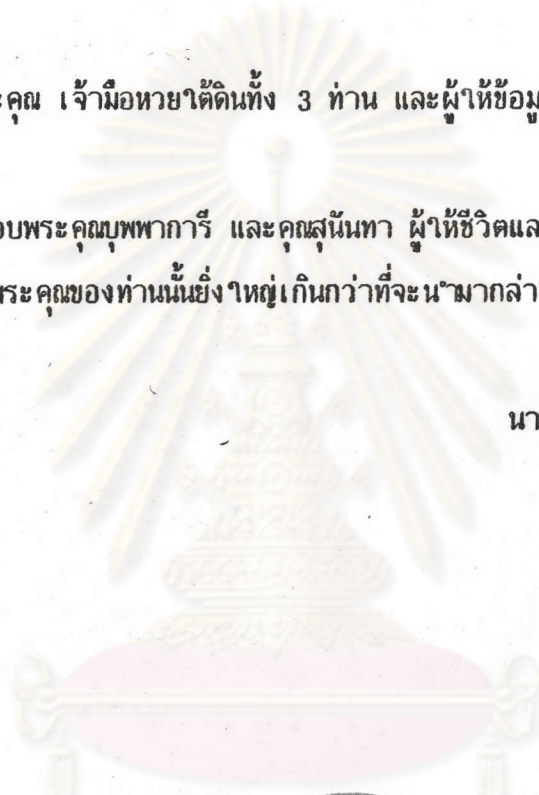 ะคุณ เจ้ามือหวยใต้ดินทั้ง 3 ท่าน และผู้ให้ข้อมู
อบพระคุณบุพพาการี และคุณสุนันทา ผู้ให้ชีวิตแล
พระคุณของท่านนั้นยิ่งใหญ่เกินกว่าที่จะนำมากล่า
นา